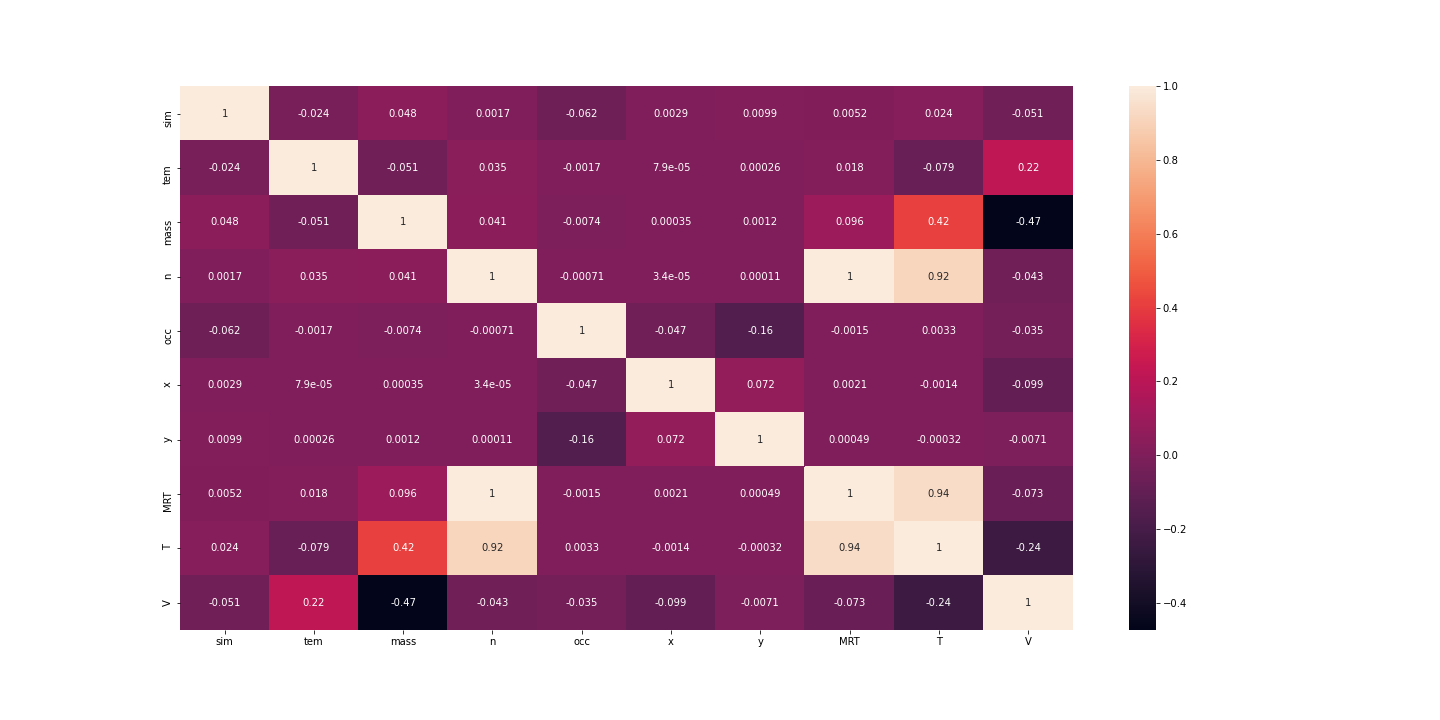 sim 1 -0.024 0.048 0.0017 -0.062 0.0029 0.0099 0.0052 0.024 -0.051
tem -0.024 1 -0.051 0.035 -0.0017 7.9e-05 0.00026 0.018 -0.079 0.22
mass 0.048 -0.051 1 0.041 -0.0074 0.00035 0.0012 0.096 0.42 -0.47
n 0.0017 0.035 0.041 1 -0.00071 3.4e-05 0.00011 1 0.92 -0.043
occ -0.062 -0.0017 -0.0074 -0.00071 1 -0.047 -0.16 -0.0015 0.0033 -0.035
x 0.0029 7.9e-05 0.00035 3.4e-05 -0.047 1 0.072 0.0021 -0.0014 -0.099
y 0.0099 0.00026 0.0012 0.00011 -0.16 0.072 1 0.00049 -0.00032 -0.0071
MRT 0.0052 0.018 0.096 1 -0.0015 0.0021 0.00049 1 0.94 -0.073
T 0.024 -0.079 0.42 0.92 0.0033 -0.0014 -0.00032 0.94 1 -0.24
V -0.051 0.22 -0.47 -0.043 -0.035 -0.099 -0.0071 -0.073 -0.24 1
sim tem mass n occ x y MRT T V
1.0
0.8
0.6
0.4
0.2
0.0
−0.2
−0.4